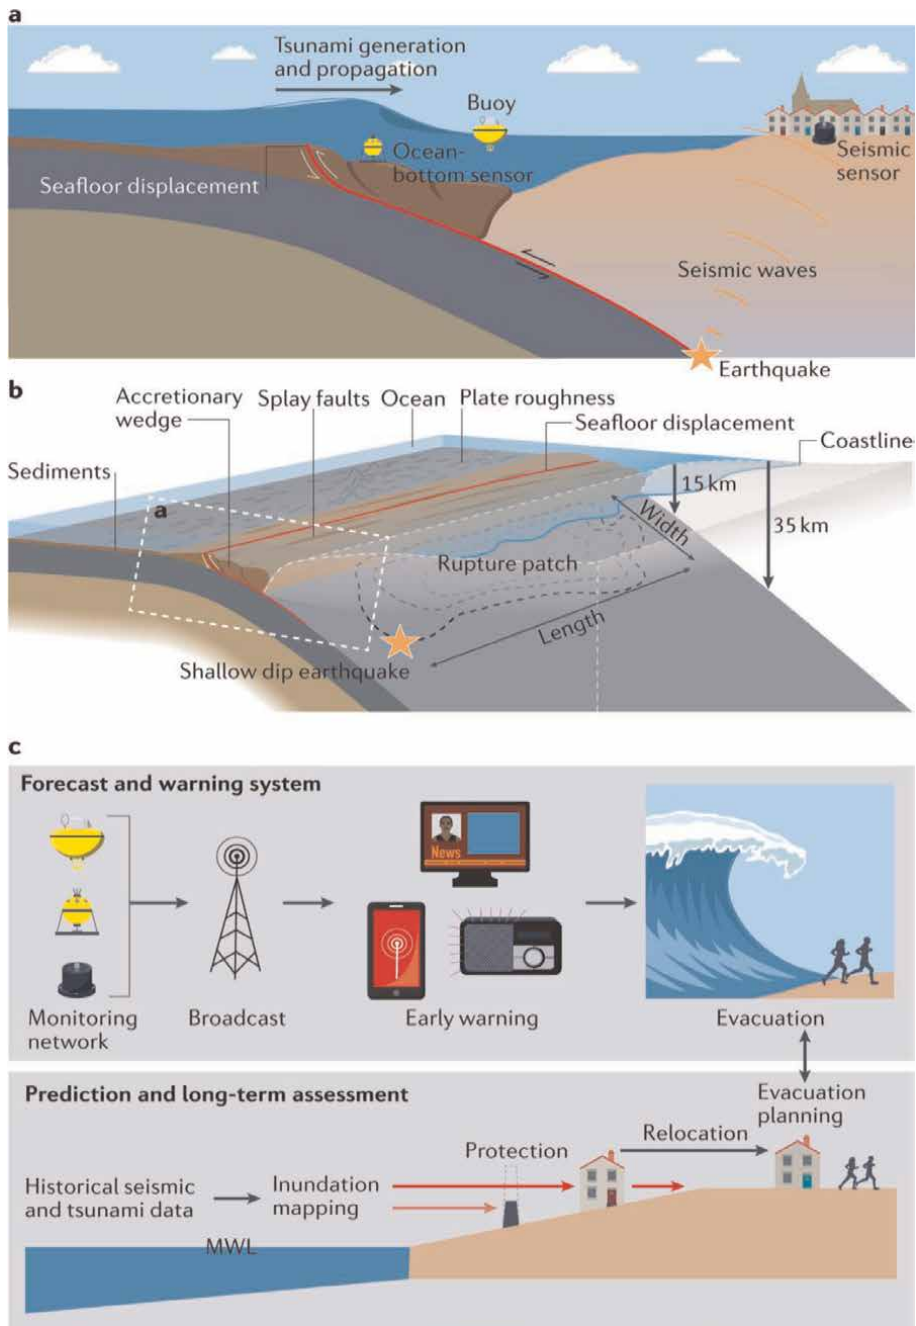 a
Tsunami generation
and propagation
Buoy
Ocean-
bottom sensor
Seismic
sensor
Seafloor displacement
Seismic waves
Earthquake
b
Accretionary
wedge
Splay faults
Ocean
Plate roughness
Seafloor displacement
Coastline
Sediments
a
15 km
35 km
Width
Rupture patch
Length
Shallow dip earthquake
c
Forecast and warning system
News
Monitoring
network
Broadcast
Early warning
Evacuation
Prediction and long-term assessment
Evacuation
planning
Protection
Relocation
Historical seismic
and tsunami data
Inundation
mapping
MWL